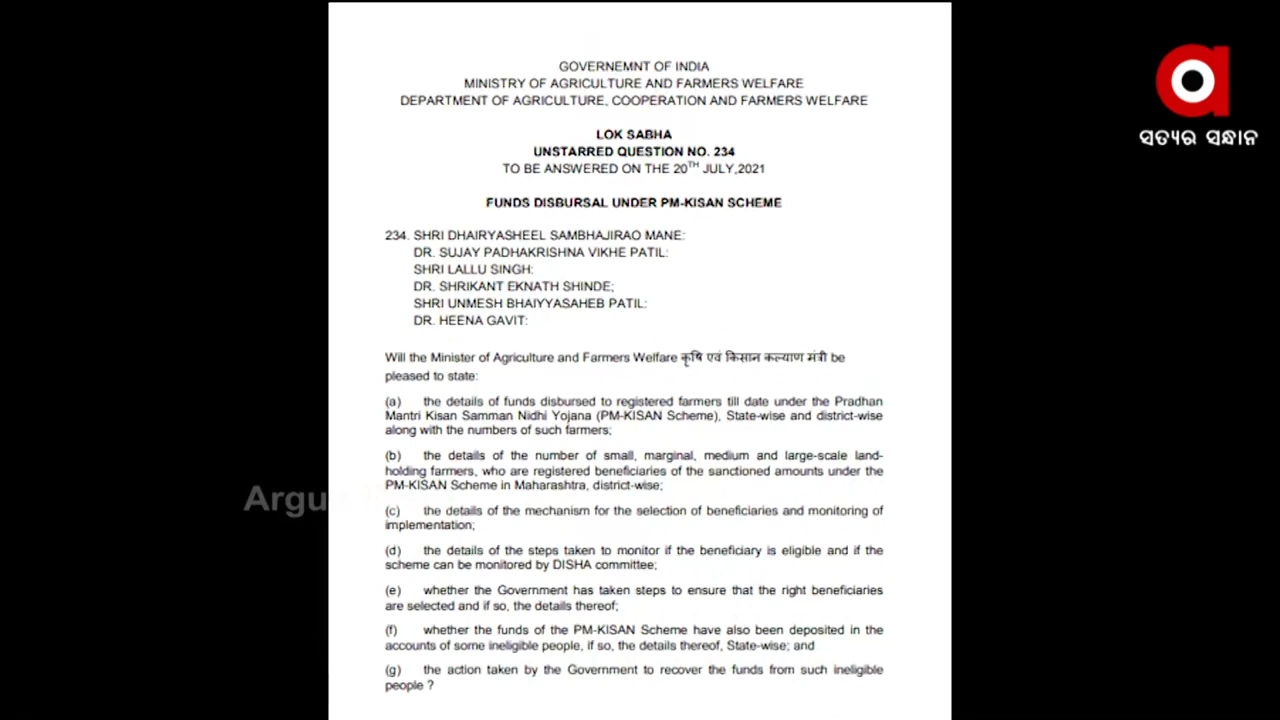 GOVERNEMNT OF INDIA
MINISTRY OF AGRICULTURE AND FARMERS WELFARE
DEPARTMENT OF AGRICULTURE, COOPERATION AND FARMERS WELFARE
LOK SABHA
UNSTARRED QUESTION NO. 234
TO BE ANSWERED ON THE 20TH JULY,2021
FUNDS DISBURSAL UNDER PM-KISAN SCHEME
234. SHRI DHAIRYASHEEL SAMBHAJIRAO MANE:
DR. SUJAY PADHAKRISHNA VIKHE PATIL:
SHRI LALLU SINGH:
DR. SHRIKANT EKNATH SHINDE;
SHRI UNMESH BHAIYYASAHEB PATIL:
DR. HEENA GAVIT:
Will the Minister of Agriculture and Farmers Welfare कृषि एवं किसान कल्याण मंत्री be
pleased to state:
(a) the details of funds disbursed to registered farmers till date under the Pradhan
Mantri Kisan Samman Nidhi Yojana (PM-KISAN Scheme), State-wise and district-wise
along with the numbers of such farmers;
(b) the details of the number of small, marginal, medium and large-scale land-
holding farmers, who are registered beneficiaries of the sanctioned amounts under the
PM-KISAN Scheme in Maharashtra, district-wise;
(c) the details of the mechanism for the selection of beneficiaries and monitoring of
implementation;
(d) the details of the steps taken to monitor if the beneficiary is eligible and if the
scheme can be monitored by DISHA committee;
(e) whether the Government has taken steps to ensure that the right beneficiaries
are selected and if so, the details thereof;
(f) whether the funds of the PM-KISAN Scheme have also been deposited in the
accounts of some ineligible people, if so, the details thereof, State-wise; and
(g) the action taken by the Government to recover the funds from such ineligible
people ?
ସତ୍ୟର ସନ୍ଧାନ